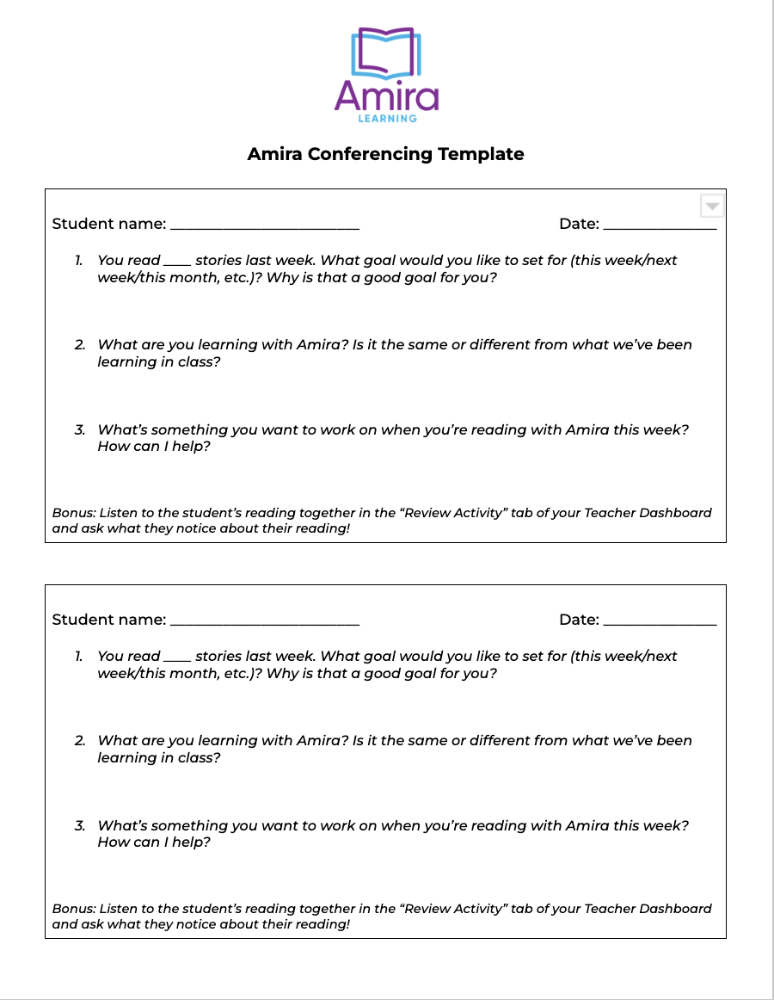 Amira
LEARNING
Amira Conferencing Template
Student name: ______________________ Date: _____________
1. You read ____ stories last week. What goal would you like to set for (this week/next
week/this month, etc.)? Why is that a good goal for you?
2. What are you learning with Amira? Is it the same or different from what we’ve been
learning in class?
3. What’s something you want to work on when you’re reading with Amira this week?
How can I help?
Bonus: Listen to the student’s reading together in the “Review Activity” tab of your Teacher Dashboard
and ask what they notice about their reading!
Student name: ______________________ Date: _____________
1. You read ____ stories last week. What goal would you like to set for (this week/next
week/this month, etc.)? Why is that a good goal for you?
2. What are you learning with Amira? Is it the same or different from what we’ve been
learning in class?
3. What’s something you want to work on when you’re reading with Amira this week?
How can I help?
Bonus: Listen to the student’s reading together in the “Review Activity” tab of your Teacher Dashboard
and ask what they notice about their reading!